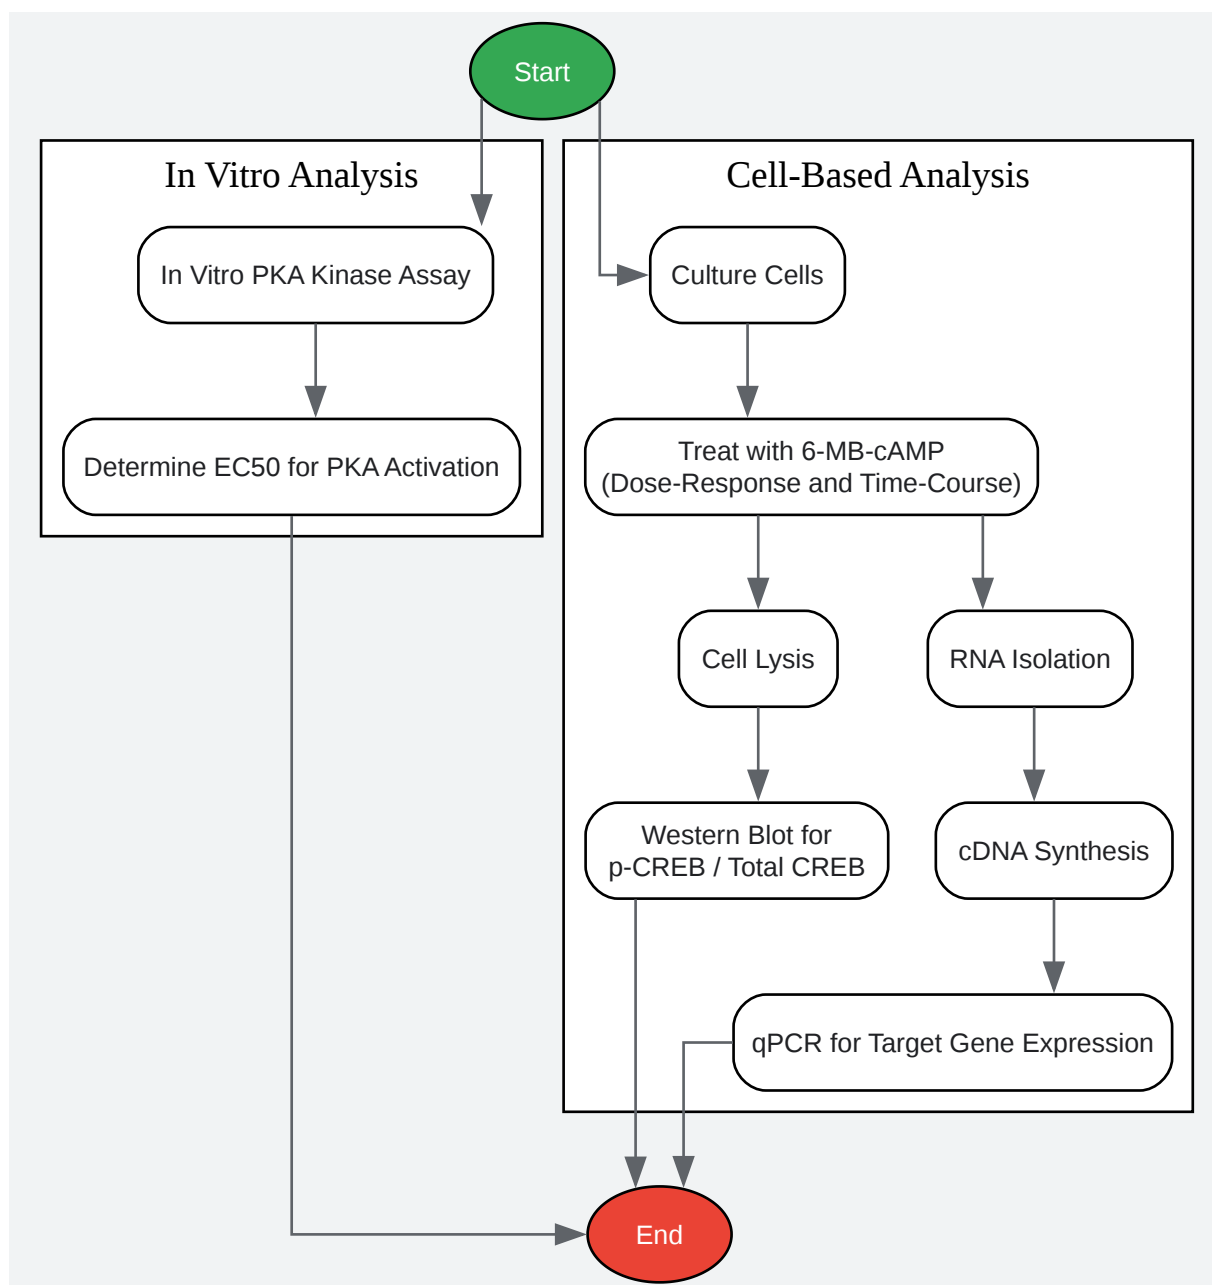 Start
In Vitro Analysis
In Vitro PKA Kinase Assay
Determine EC50 for PKA Activation
Cell-Based Analysis
Culture Cells
Treat with 6-MB-cAMP
(Dose-Response and Time-Course)
Cell Lysis
RNA Isolation
Western Blot for
p-CREB / Total CREB
cDNA Synthesis
qPCR for Target Gene Expression
End